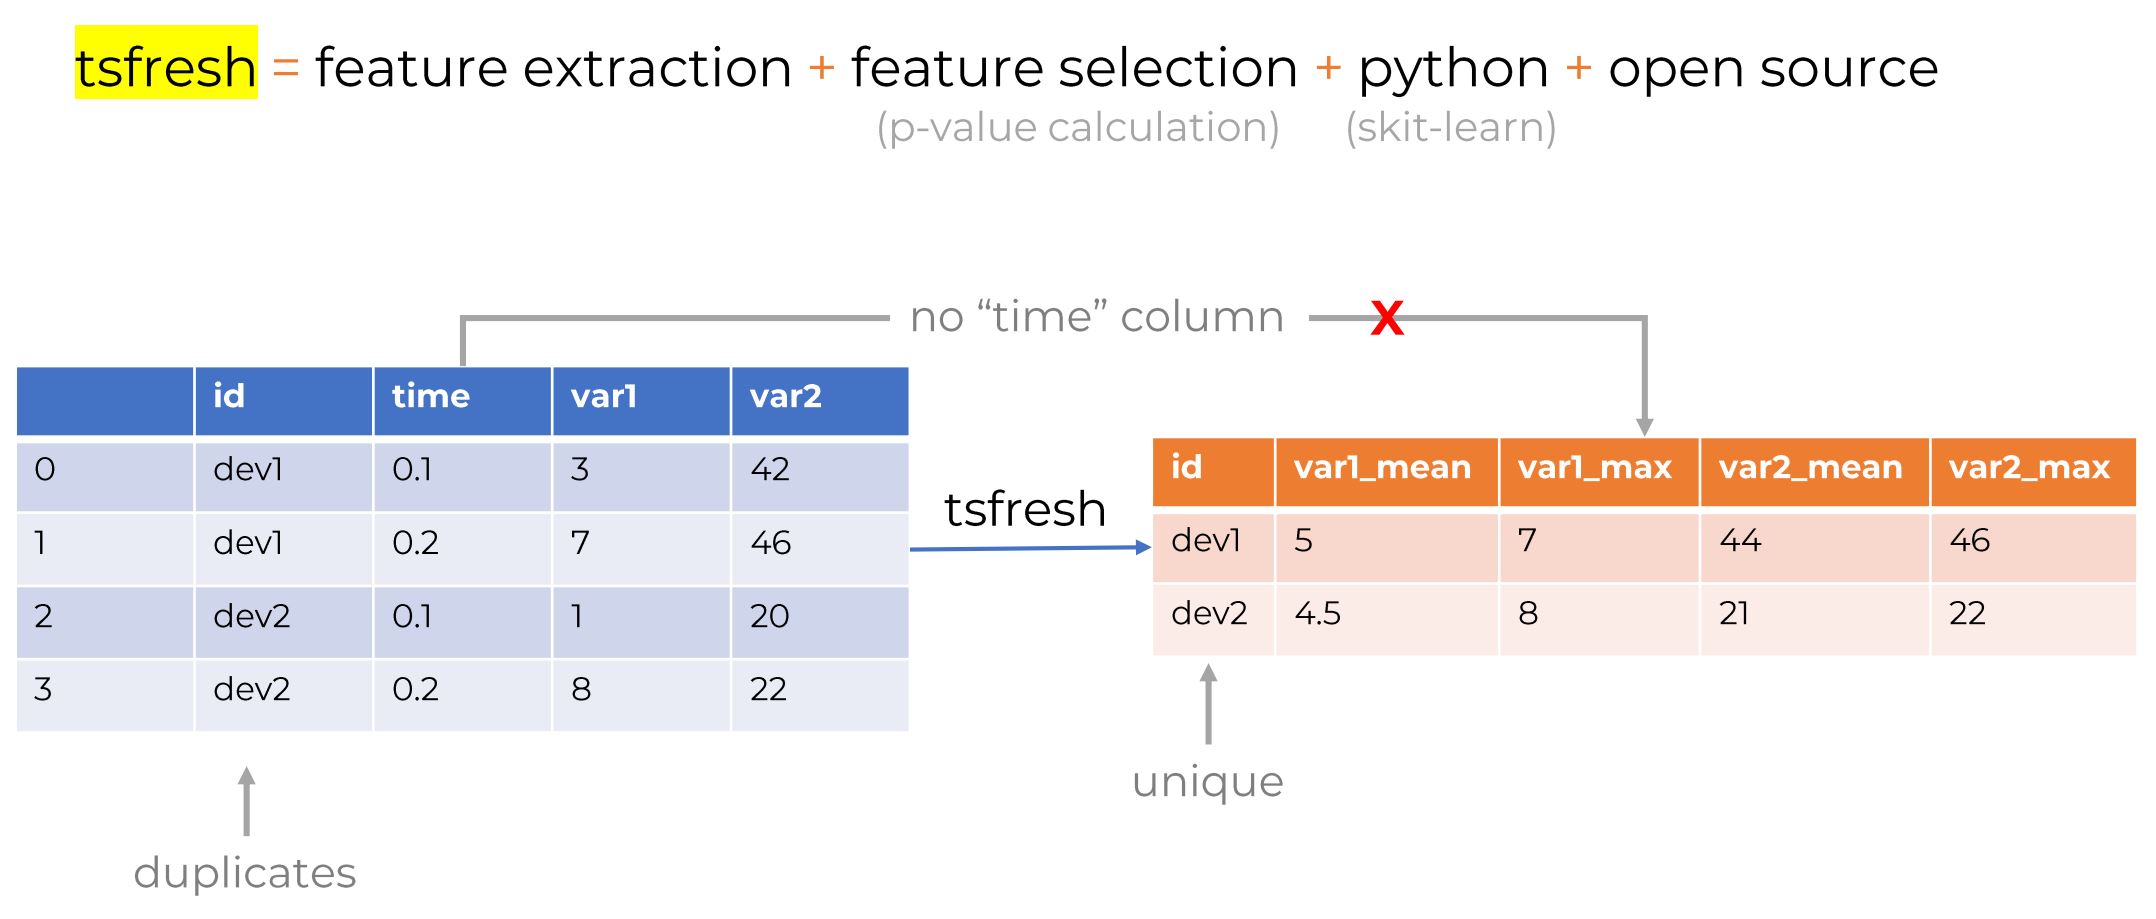 tsfresh = feature extraction + feature selection + python + open source
(p-value calculation) (skit-learn)
no “time” column X
id time var1 var2
0 dev1 0.1 3 42
1 dev1 0.2 7 46
2 dev2 0.1 1 20
3 dev2 0.2 8 22
duplicates
tsfresh
id var1_mean var1_max var2_mean var2_max
dev1 5 7 44 46
dev2 4.5 8 21 22
unique